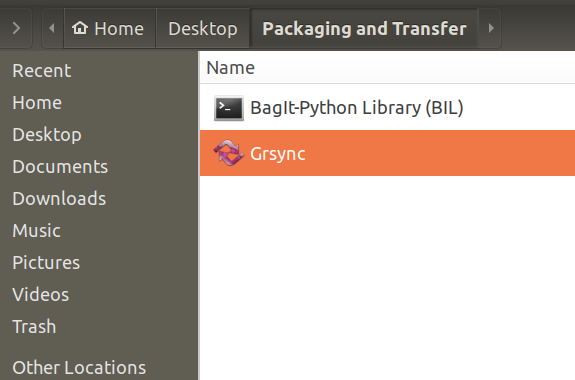 Home Desktop Packaging and Transfer
Recent
Home
Desktop
Documents
Downloads
Music
Pictures
Videos
Trash
Other Locations
Name
BagIt-Python Library (BIL)
Grsync